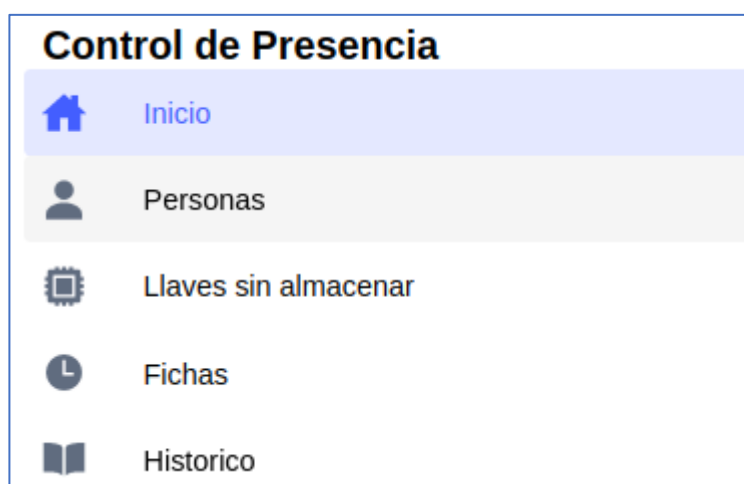 Control de Presencia
Inicio
Personas
Llaves sin almacenar
Fichas
Historico